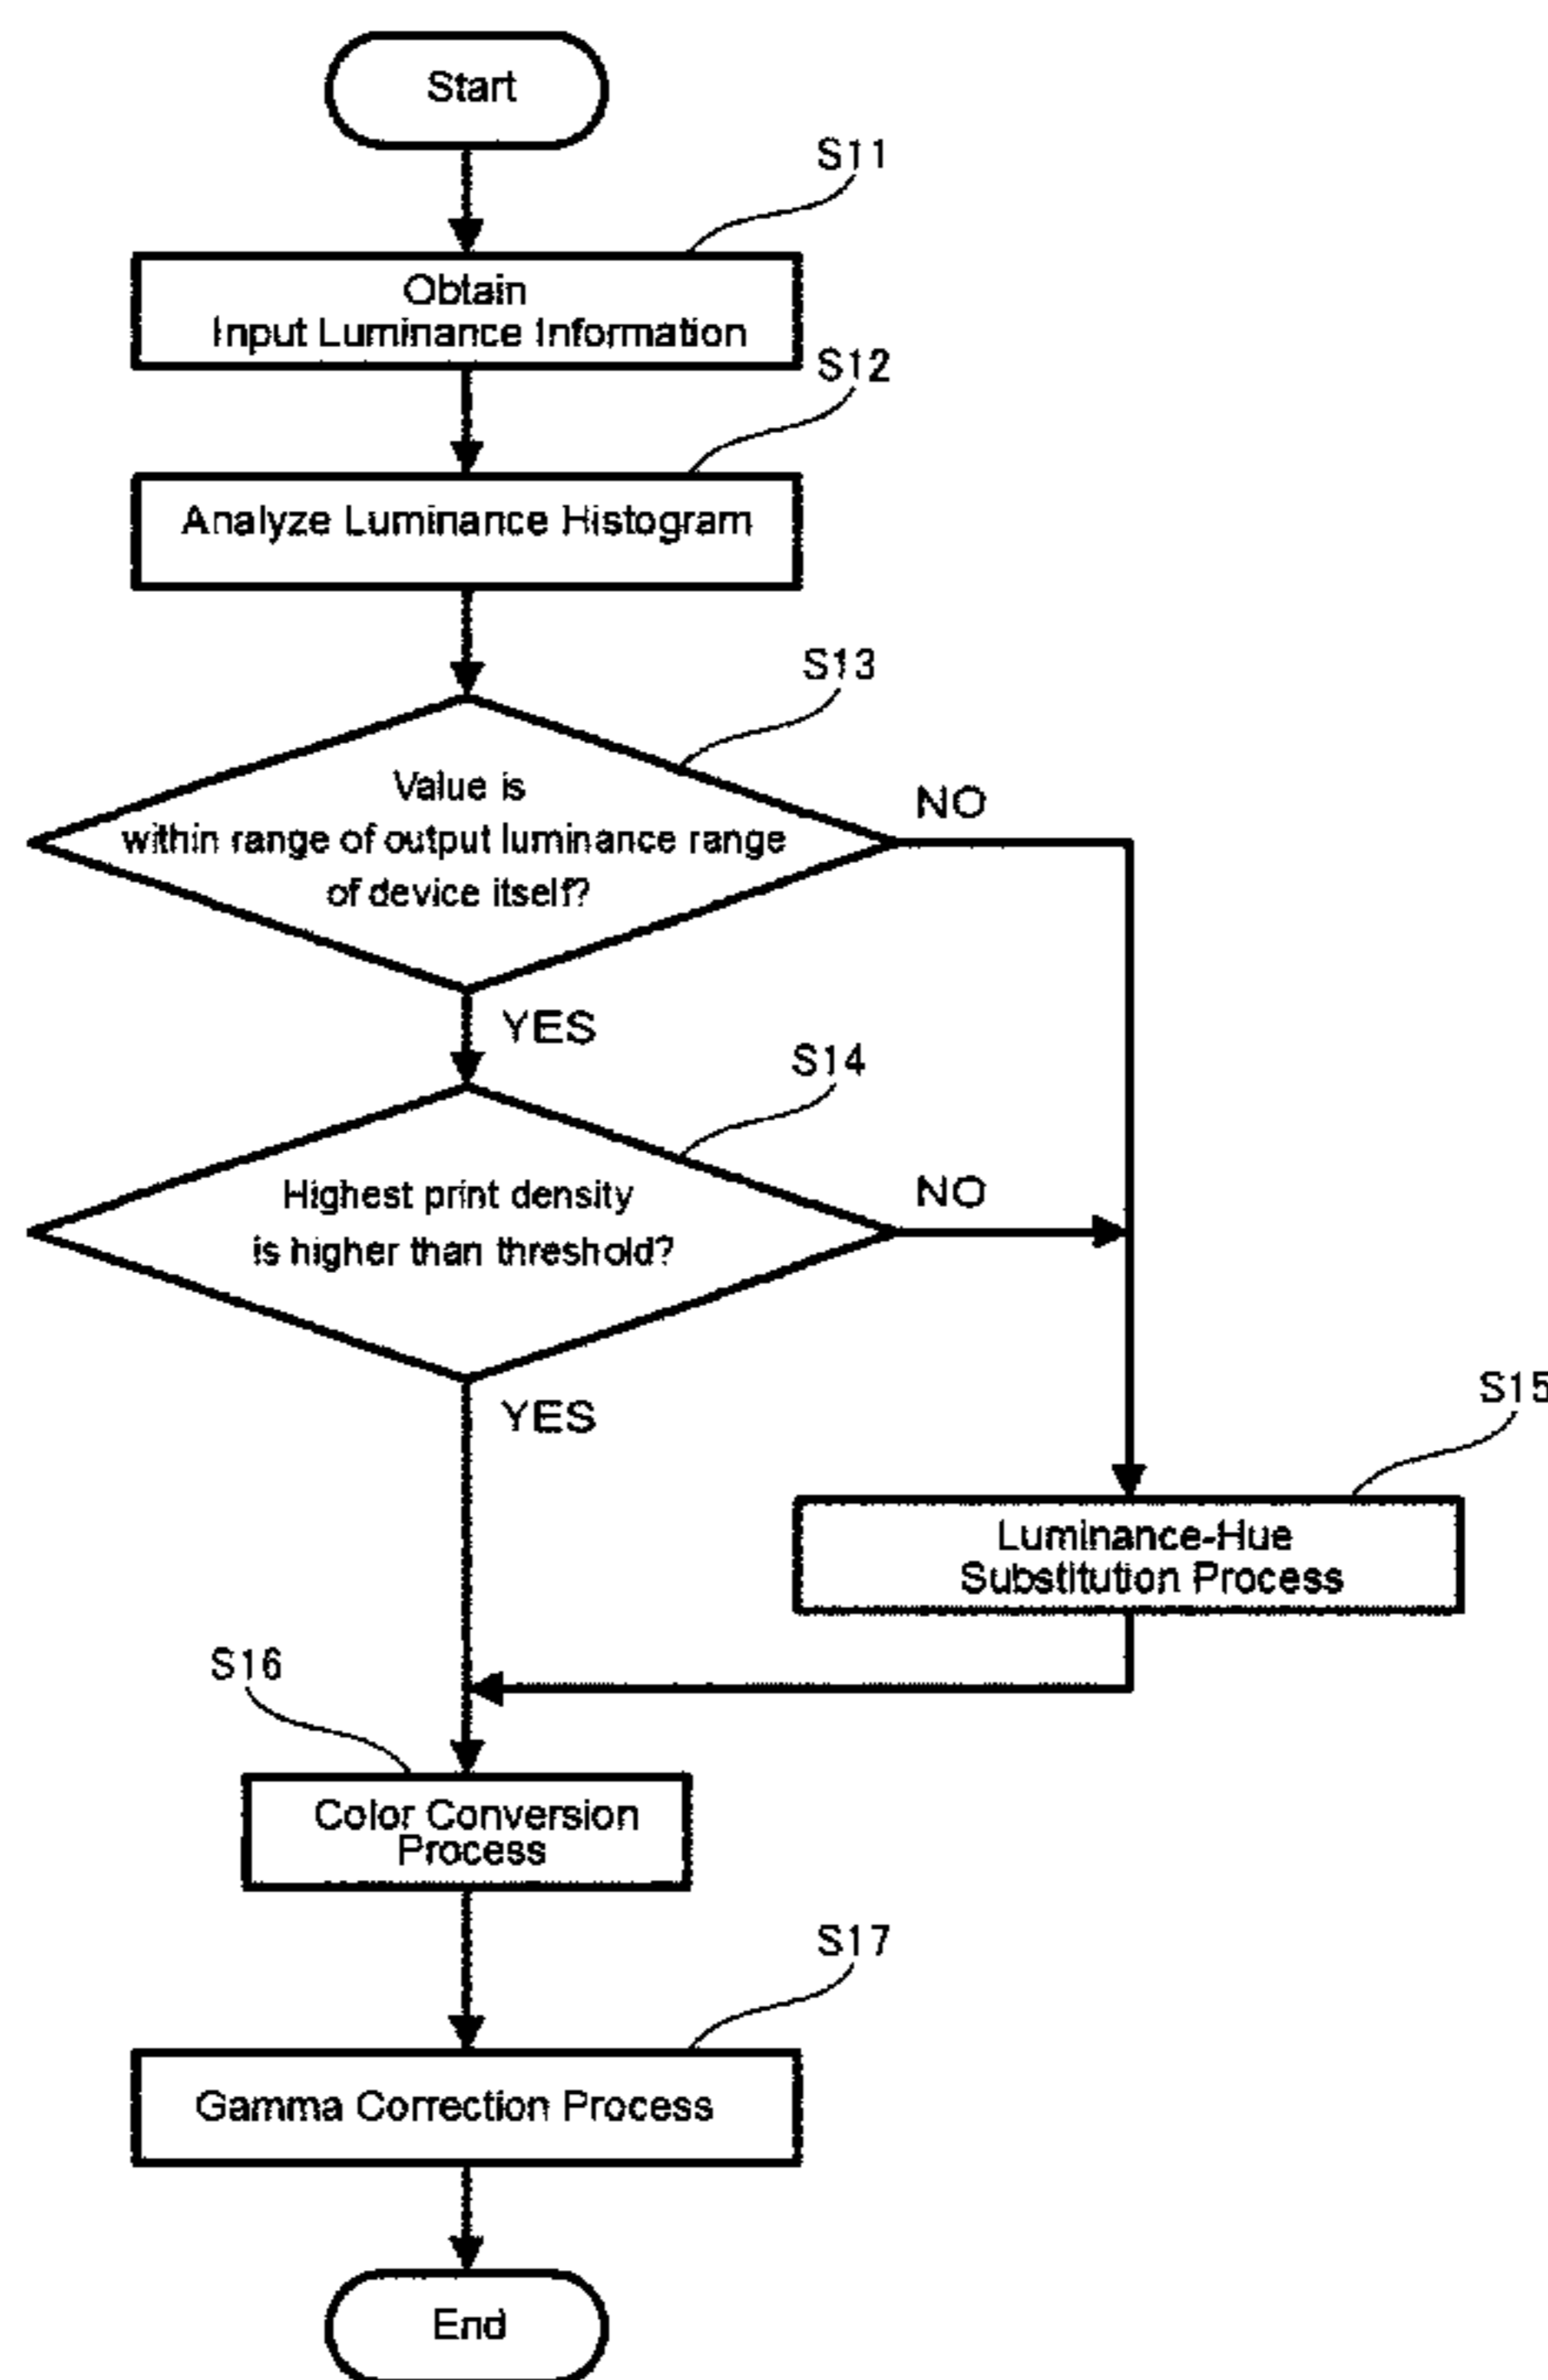 Start
S11
Obtain
Input Luminance Information
S12
Analyze Luminance Histogram
S13
Value is
within range of output luminance range
of device itself?
NO
YES
S14
Highest print density
is higher than threshold?
NO
YES
S15
Luminance-Hue
Substitution Process
S16
Color Conversion
Process
S17
Gamma Correction Process
End